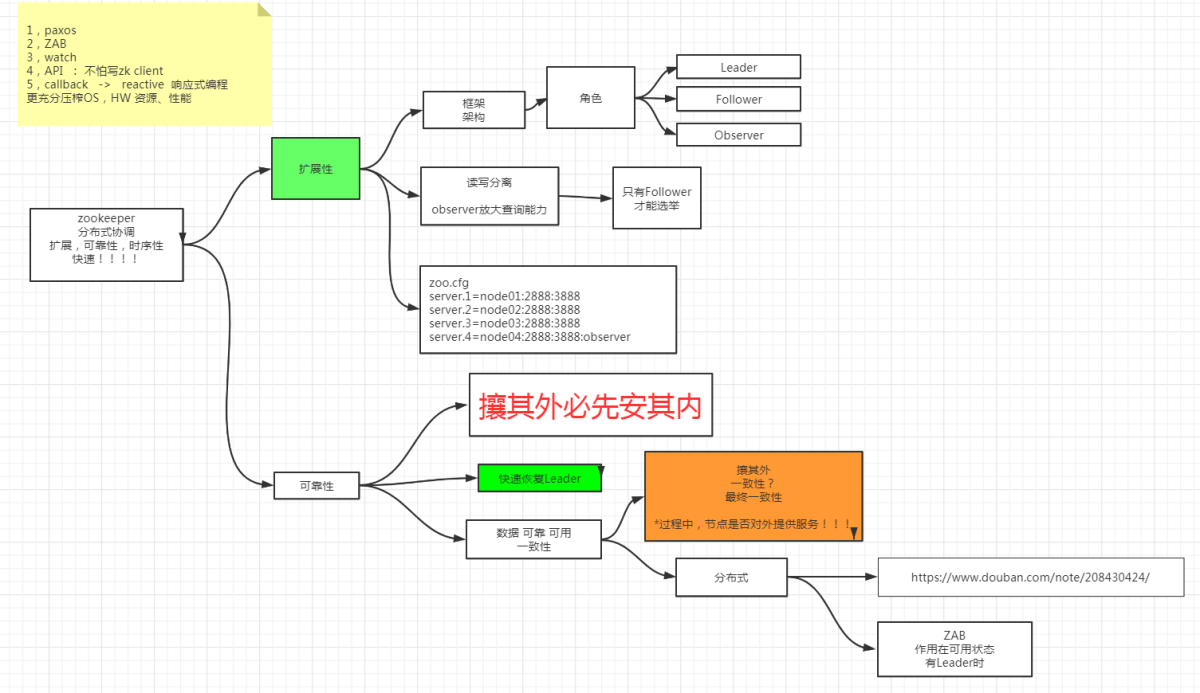 1，paxos
2，ZAB
3，watch
4，API ：不怕写zk client
5，callback -> reactive 响应式编程
更充分压榨OS，HW 资源、性能
zookeeper
分布式协调
扩展，可靠性，时序性
快速！！！！
扩展性
框架
架构
角色
Leader
Follower
Observer
读写分离
observer放大查询能力
只有Follower
才能选举
zoo.cfg
server.1=node01:2888:3888
server.2=node02:2888:3888
server.3=node03:2888:3888
server.4=node04:2888:3888:observer
可靠性
攘其外必先安其内
快速恢复Leader
数据 可靠 可用
一致性
攘其外
一致性？
最终一致性
*过程中，节点是否对外提供服务！！！
分布式
https://www.douban.com/note/208430424/
ZAB
作用在可用状态
有Leader时